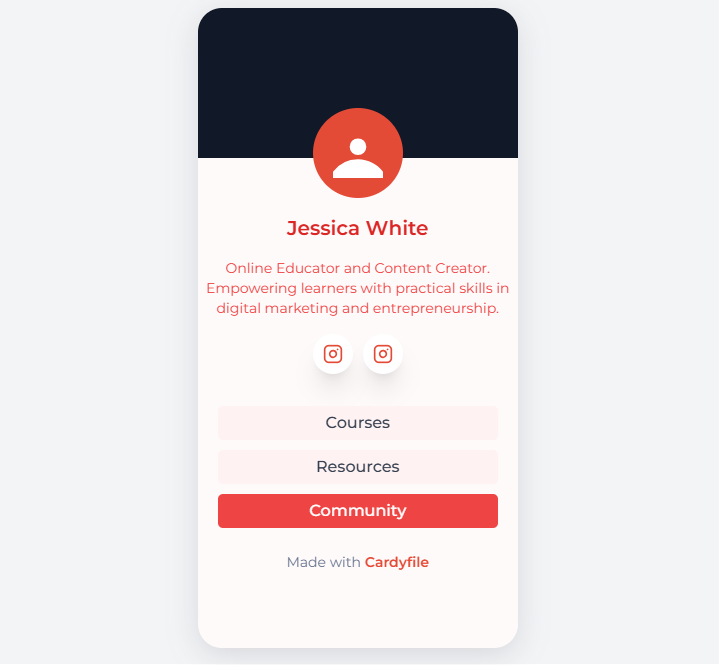 Jessica White
Online Educator and Content Creator.
Empowering learners with practical skills in
digital marketing and entrepreneurship.
Courses
Resources
Community
Made with Cardyfile